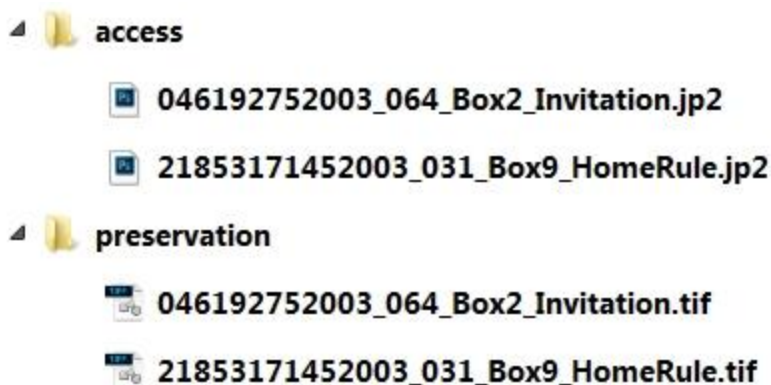 access
046192752003_064_Box2_Invitation.jp2
21853171452003_031_Box9_HomeRule.jp2
preservation
046192752003_064_Box2_Invitation.tif
21853171452003_031_Box9_HomeRule.tif